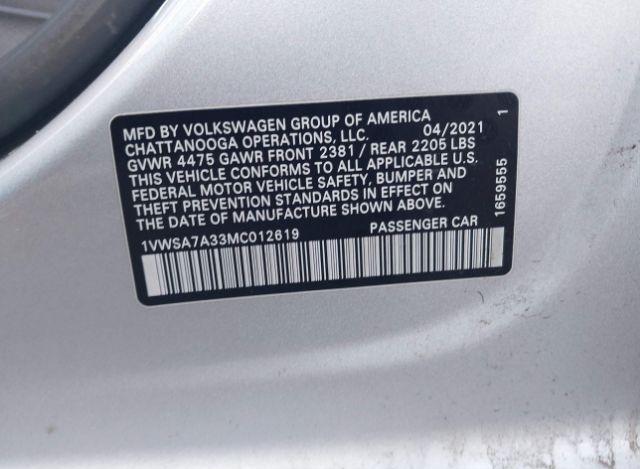 MFD BY VOLKSWAGEN GROUP OF AMERICA
CHATTANOOGA OPERATIONS, LLC. 04/2021
GVWR 4475 GAWR FRONT 2381 / REAR 2205 LBS
THIS VEHICLE CONFORMS TO ALL APPLICABLE U.S.
FEDERAL MOTOR VEHICLE SAFETY, BUMPER AND
THEFT PREVENTION STANDARDS IN EFFECT ON
THE DATE OF MANUFACTURE SHOWN ABOVE.
1VWSA7A33MC012619 PASSENGER CAR
1659555 1